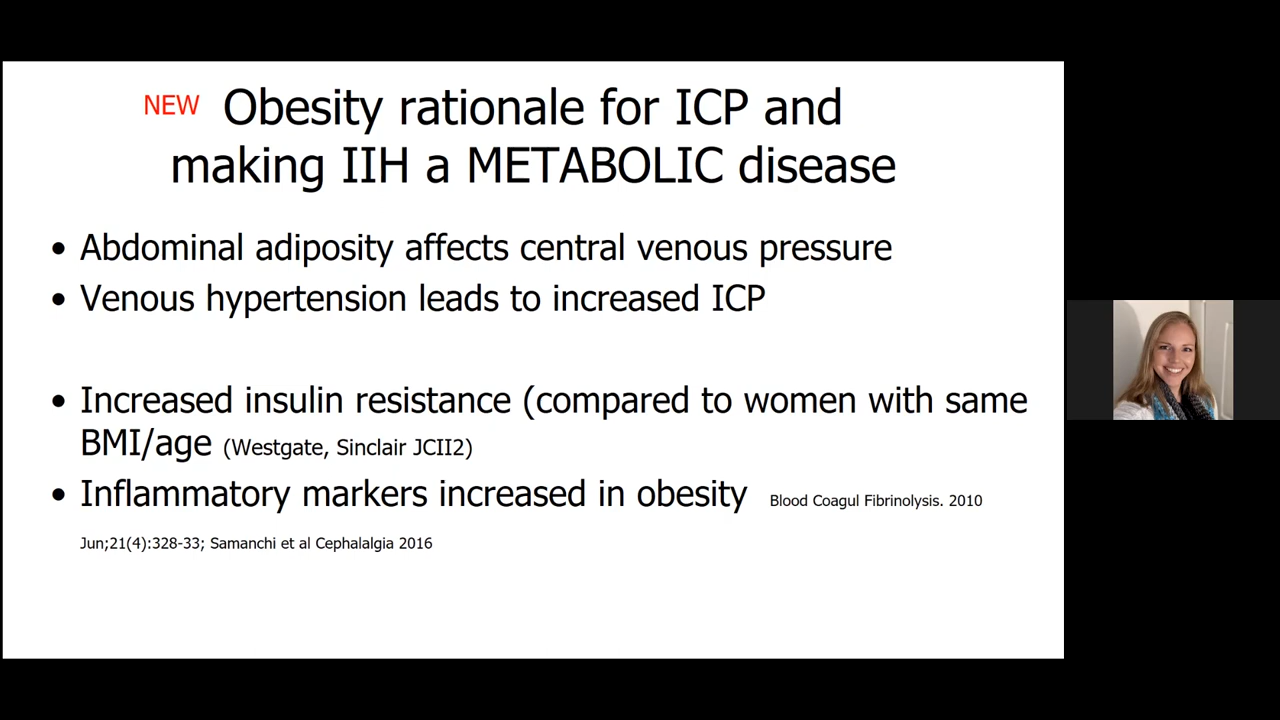 NEW Obesity rationale for ICP and
making IIH a METABOLIC disease
• Abdominal adiposity affects central venous pressure
• Venous hypertension leads to increased ICP
• Increased insulin resistance (compared to women with same
BMI/age (Westgate, Sinclair JCII2)
• Inflammatory markers increased in obesity Blood Coagul Fibrinolysis. 2010
Jun;21(4):328-33; Samanchi et al Cephalalgia 2016